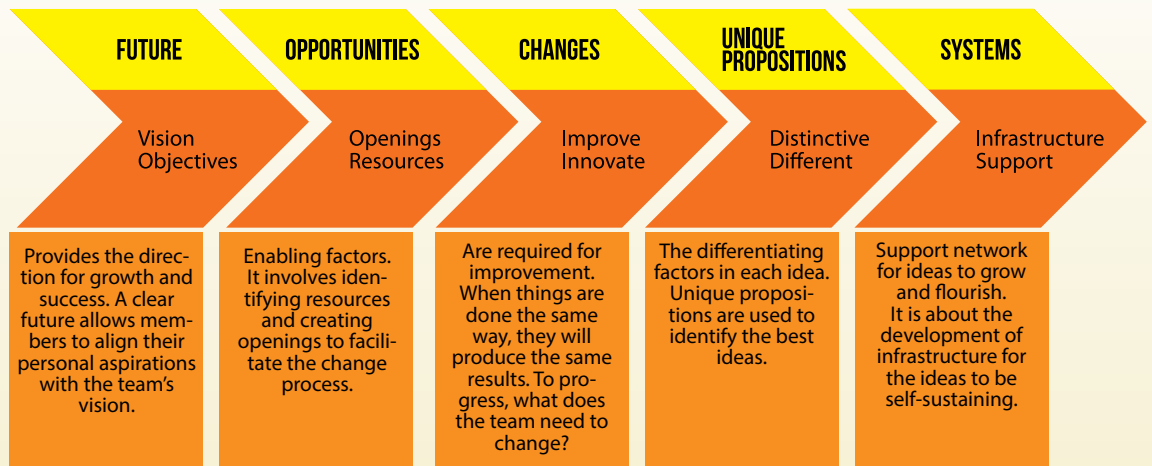 FUTURE
Vision
Objectives
Provides the direc-
tion for growth and
success. A clear
future allows mem-
bers to align their
personal aspirations
with the team's
vision.
OPPORTUNITIES
Openings
Resources
Enabling factors.
It involves iden-
tifying resources
and creating
openings to facili-
tate the change
process.
CHANGES
Improve
Innovate
Are required for
improvement.
When things are
done the same
way, they will
produce the same
results. To pro-
gress, what does
the team need to
change?
UNIQUE
PROPOSITIONS
Distinctive
Different
The differentiating
factors in each idea.
Unique proposi-
tions are used to
identify the best
ideas.
SYSTEMS
Infrastructure
Support
Support network
for ideas to grow
and flourish.
It is about the
development of
infrastructure for
the ideas to be
self-sustaining.